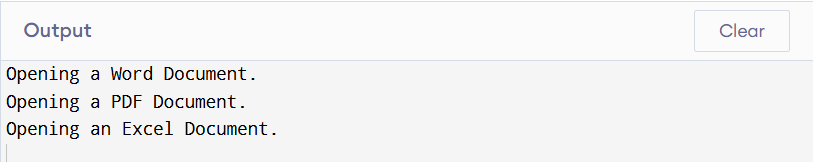 Output
Clear
Opening a Word Document.
Opening a PDF Document.
Opening an Excel Document.